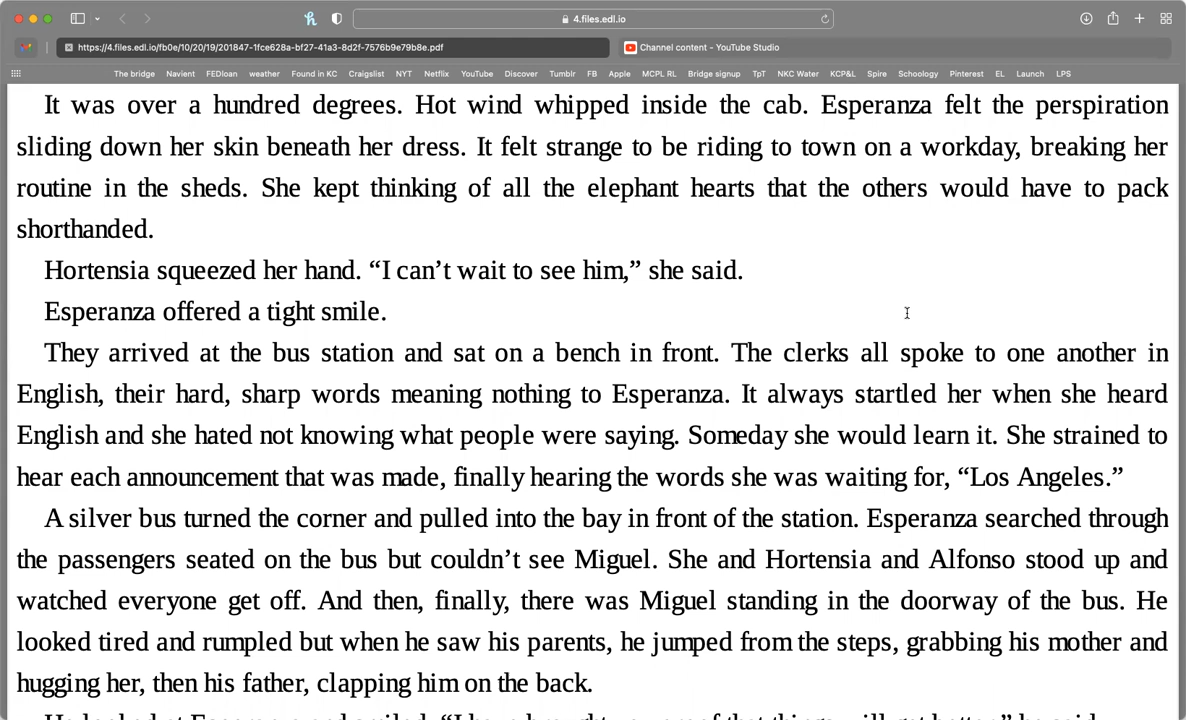 4.files.edl.io
https://4.files.edl.io/fb0e/10/20/19/201847-1fce628a-bf27-41a3-8d2f-7576b9e79b8e.pdf
Channel content - YouTube Studio
The bridge Navient FEDloan weather Found in KC Craigslist NYT Netflix YouTube Discover Tumblr FB Apple MCPL RL Bridge signup TpT NKC Water KCP&L Spire Schoology Pinterest EL Launch LPS
It was over a hundred degrees. Hot wind whipped inside the cab. Esperanza felt the perspiration
sliding down her skin beneath her dress. It felt strange to be riding to town on a workday, breaking her
routine in the sheds. She kept thinking of all the elephant hearts that the others would have to pack
shorthanded.
Hortensia squeezed her hand. “I can’t wait to see him,” she said.
Esperanza offered a tight smile.
They arrived at the bus station and sat on a bench in front. The clerks all spoke to one another in
English, their hard, sharp words meaning nothing to Esperanza. It always startled her when she heard
English and she hated not knowing what people were saying. Someday she would learn it. She strained to
hear each announcement that was made, finally hearing the words she was waiting for, “Los Angeles.”
A silver bus turned the corner and pulled into the bay in front of the station. Esperanza searched through
the passengers seated on the bus but couldn’t see Miguel. She and Hortensia and Alfonso stood up and
watched everyone get off. And then, finally, there was Miguel standing in the doorway of the bus. He
looked tired and rumpled but when he saw his parents, he jumped from the steps, grabbing his mother and
hugging her, then his father, clapping him on the back.